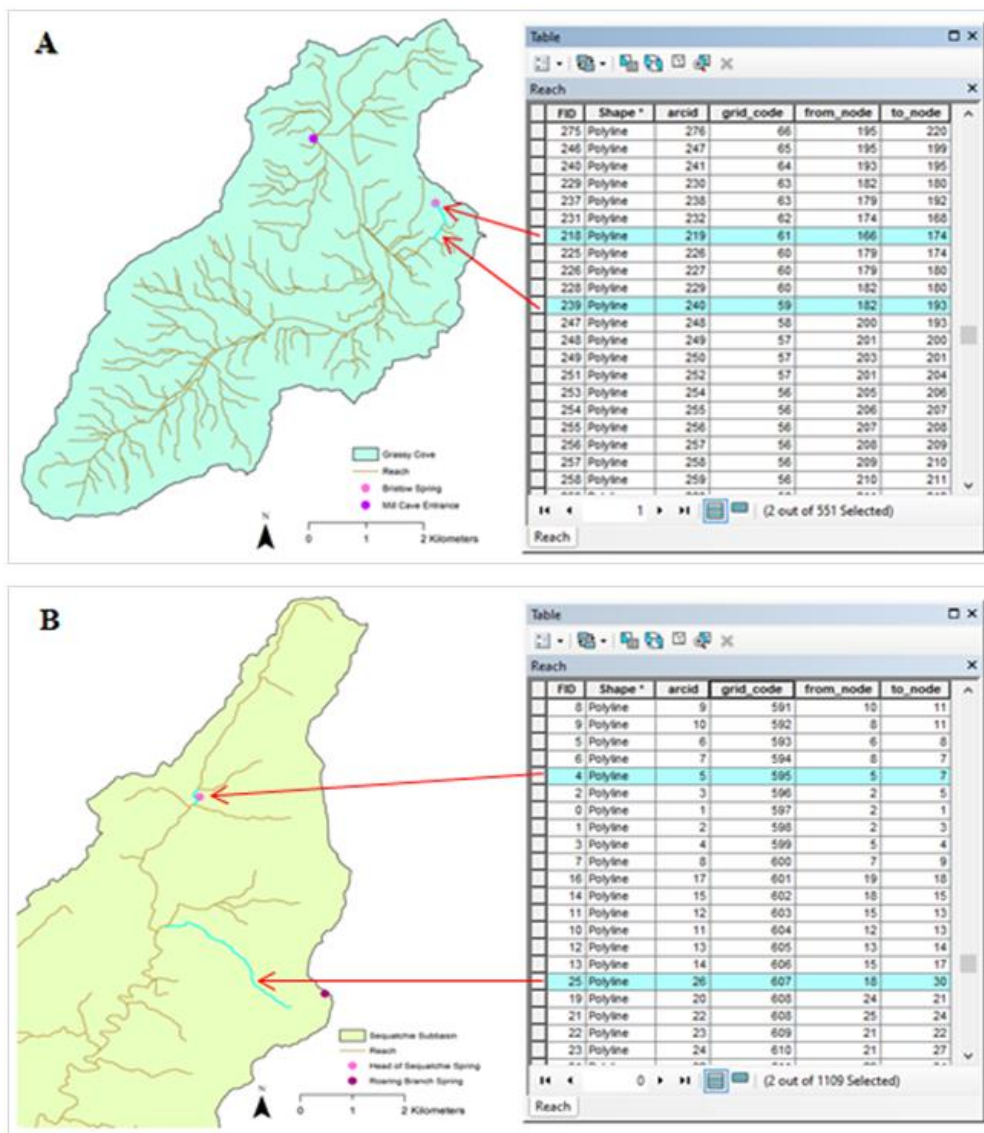 A
Grassy Cove
Reach
Bristow Spring
Mill Cave Entrance
N
0 1 2 Kilometers
Table
Reach
FID Shape * arcid grid_code from_node to_node
275 Polyline 276 66 195 220
246 Polyline 247 65 195 199
240 Polyline 241 64 193 195
229 Polyline 230 63 182 180
237 Polyline 238 63 179 192
231 Polyline 232 62 174 168
218 Polyline 219 61 166 174
225 Polyline 226 60 179 174
226 Polyline 227 60 179 180
228 Polyline 229 60 182 180
239 Polyline 240 59 182 193
247 Polyline 248 58 200 193
248 Polyline 249 57 201 200
249 Polyline 250 57 203 201
251 Polyline 252 57 201 204
253 Polyline 254 56 205 206
254 Polyline 255 56 206 207
255 Polyline 256 56 207 208
256 Polyline 257 56 208 209
257 Polyline 258 56 209 210
258 Polyline 259 56 210 211
1 (2 out of 551 Selected)
Reach
B
Sequatchie Subbasin
Reach
Head of Sequatchie Spring
Roaring Branch Spring
N
0 1 2 Kilometers
Table
Reach
FID Shape * arcid grid_code from_node to_node
8 Polyline 9 591 10 11
9 Polyline 10 592 8 11
5 Polyline 6 593 6 8
6 Polyline 7 594 8 7
4 Polyline 5 595 5 7
2 Polyline 3 596 2 5
0 Polyline 1 597 2 1
1 Polyline 2 598 2 3
3 Polyline 4 599 5 4
7 Polyline 8 600 7 9
16 Polyline 17 601 19 18
14 Polyline 15 602 18 15
11 Polyline 12 603 15 13
10 Polyline 11 604 12 13
12 Polyline 13 605 13 14
13 Polyline 14 606 15 17
25 Polyline 26 607 18 30
19 Polyline 20 608 24 21
21 Polyline 22 608 25 24
22 Polyline 23 609 21 22
23 Polyline 24 610 21 27
0 (2 out of 1109 Selected)
Reach